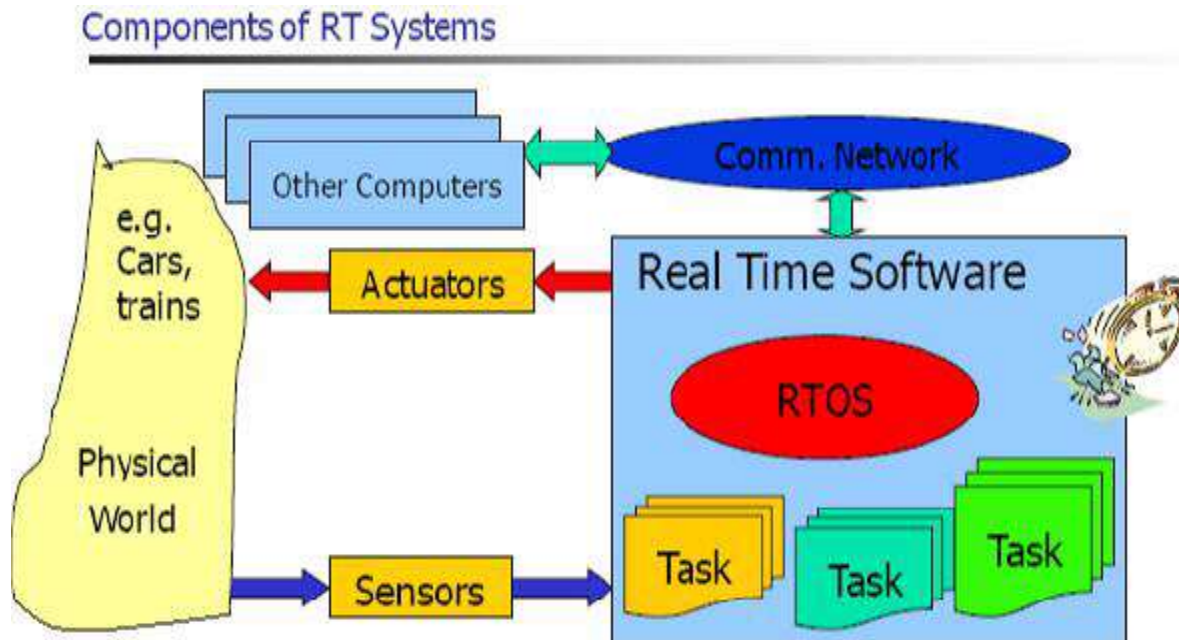 Components of RT Systems
Other Computers
Comm. Network
e.g.
Cars,
trains
Actuators
Real Time Software
RTOS
Physical
World
Sensors
Task
Task
Task